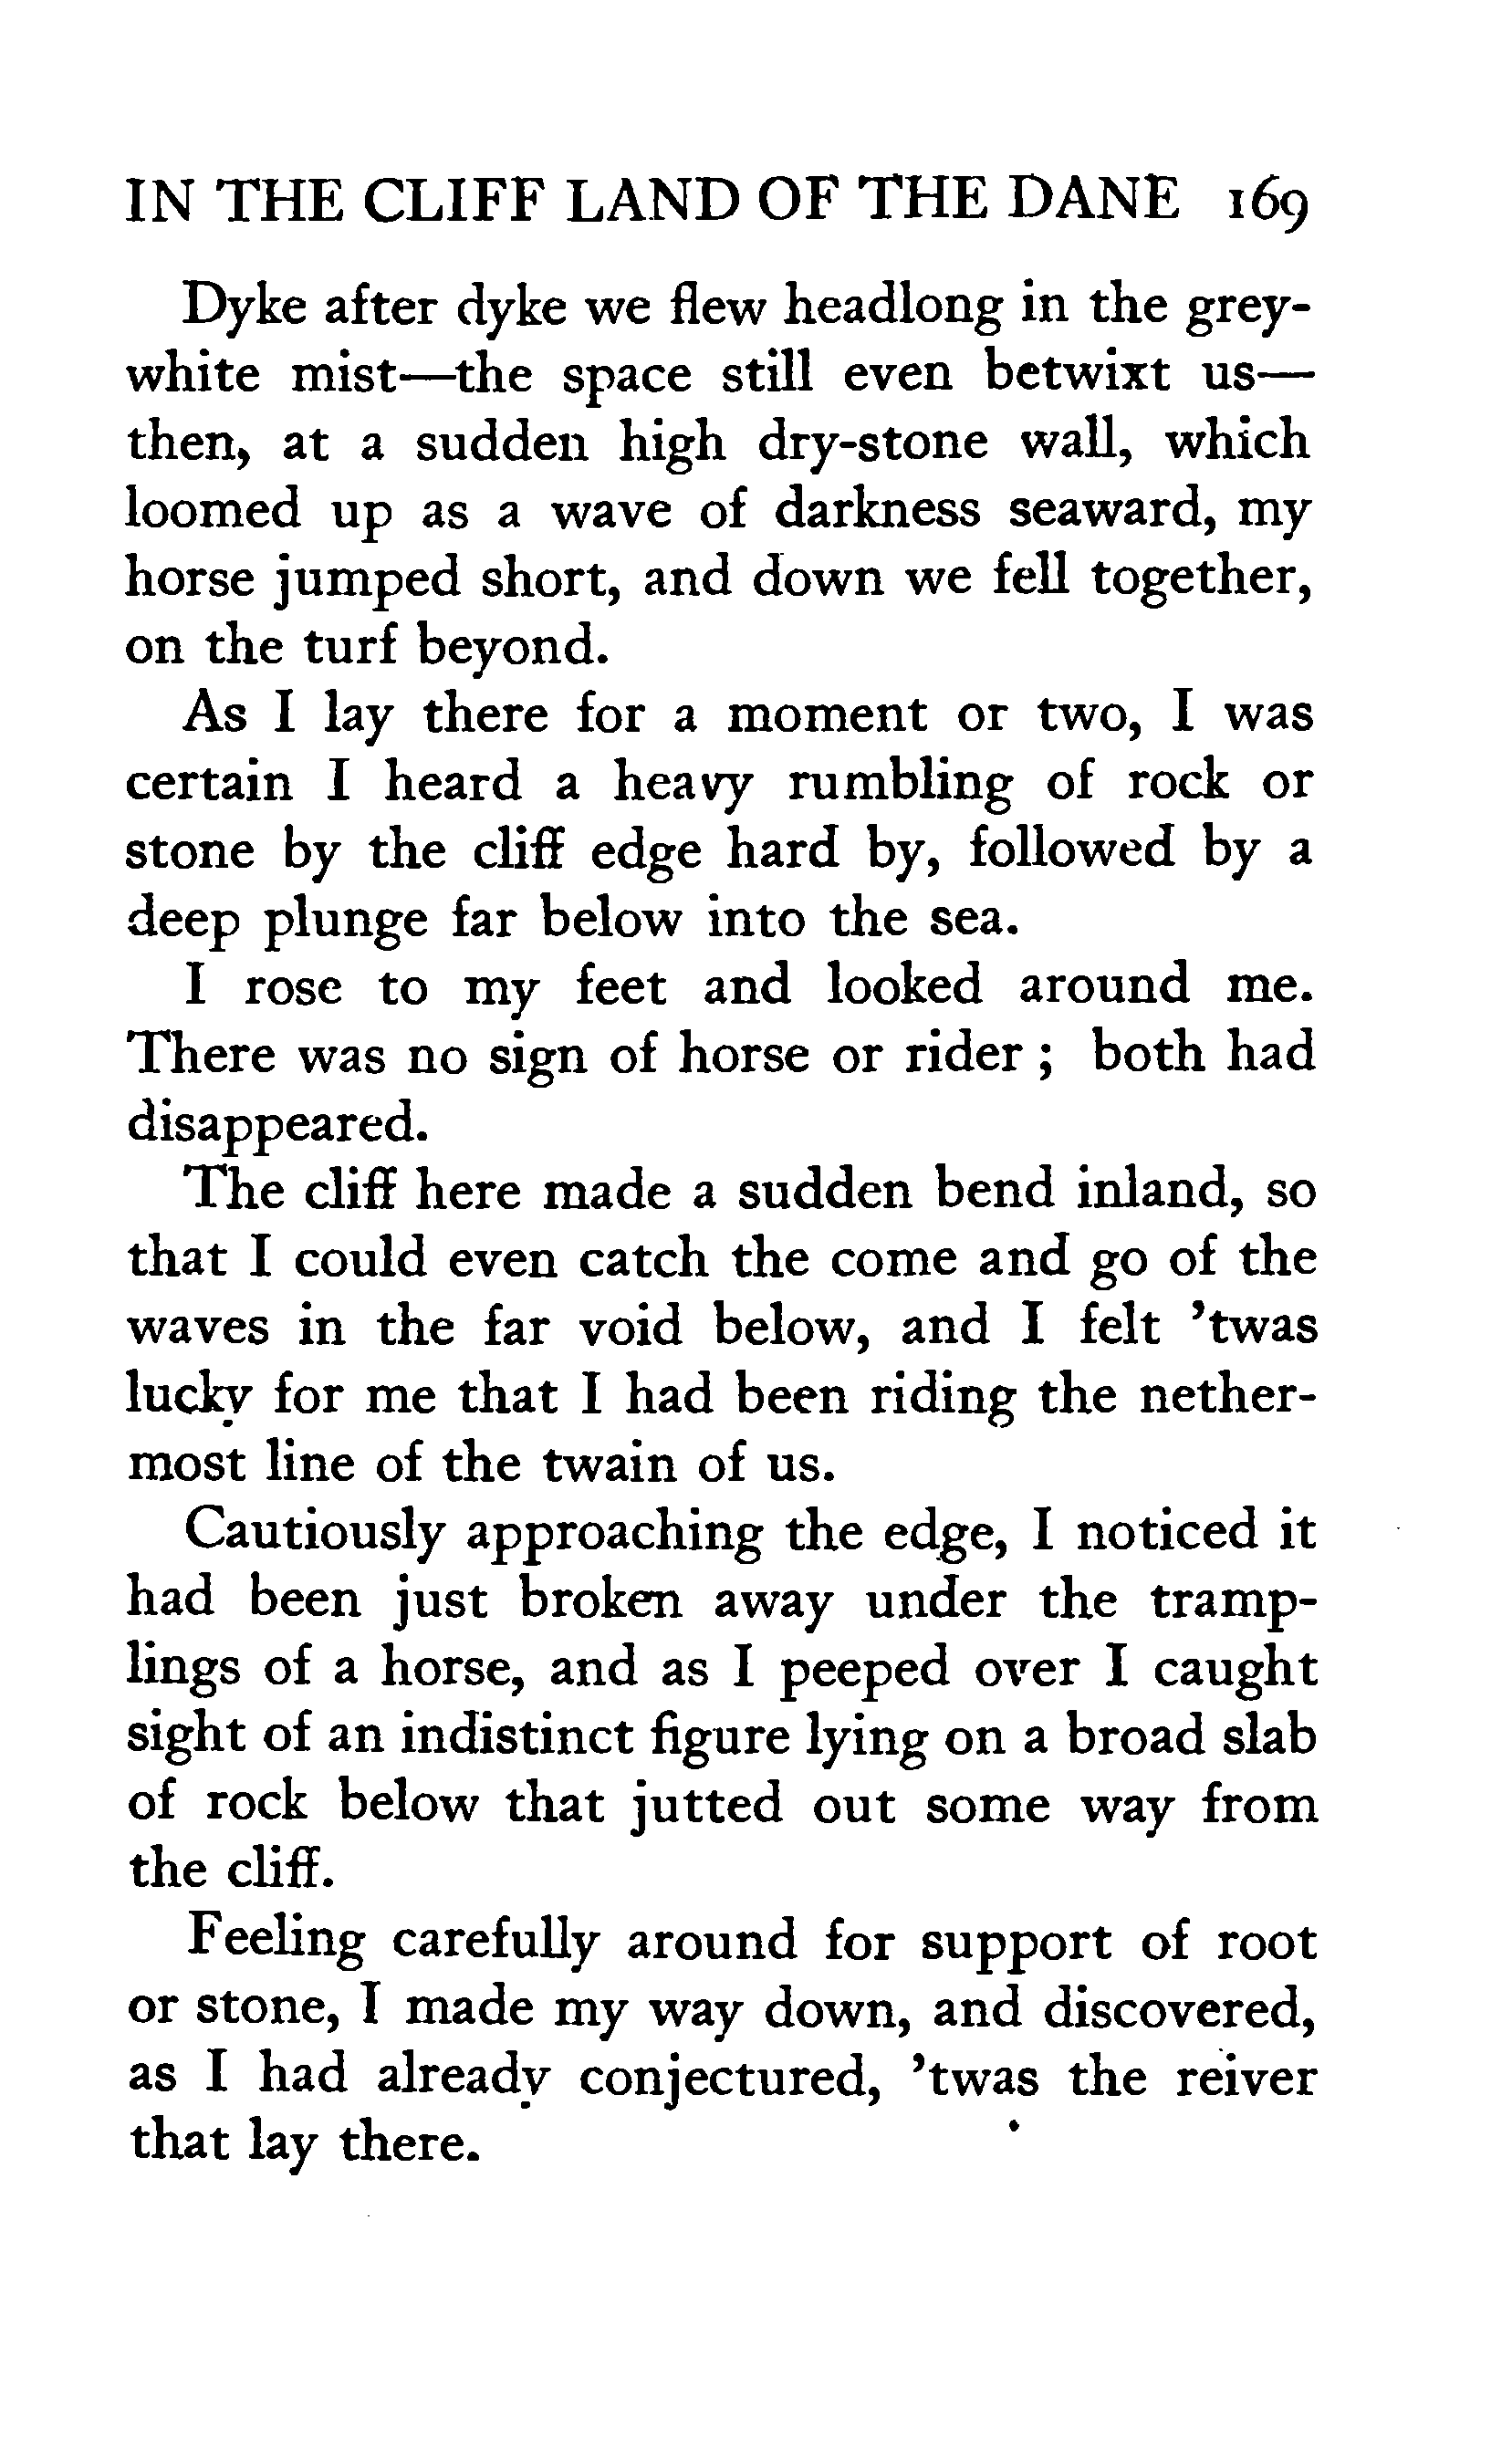 IN THE CLIFF LAND OF THE DANE 169
Dyke after dyke we flew headlong in the grey-
white mist—the space still even betwixt us—
then, at a sudden high dry-stone wall, which
loomed up as a wave of darkness seaward, my
horse jumped short, and down we fell together,
on the turf beyond.
As I lay there for a moment or two, I was
certain I heard a heavy rumbling of rock or
stone by the cliff edge hard by, followed by a
deep plunge far below into the sea.
I rose to my feet and looked around me.
There was no sign of horse or rider ; both had
disappeared.
The cliff here made a sudden bend inland, so
that I could even catch the come and go of the
waves in the far void below, and I felt ’twas
lucky for me that I had been riding the nether-
most line of the twain of us.
Cautiously approaching the edge, I noticed it
had been just broken away under the tramp-
lings of a horse, and as I peeped over I caught
sight of an indistinct figure lying on a broad slab
of rock below that jutted out some way from
the cliff.
Feeling carefully around for support of root
or stone, I made my way down, and discovered,
as I had already conjectured, ’twas the reiver
that lay there.